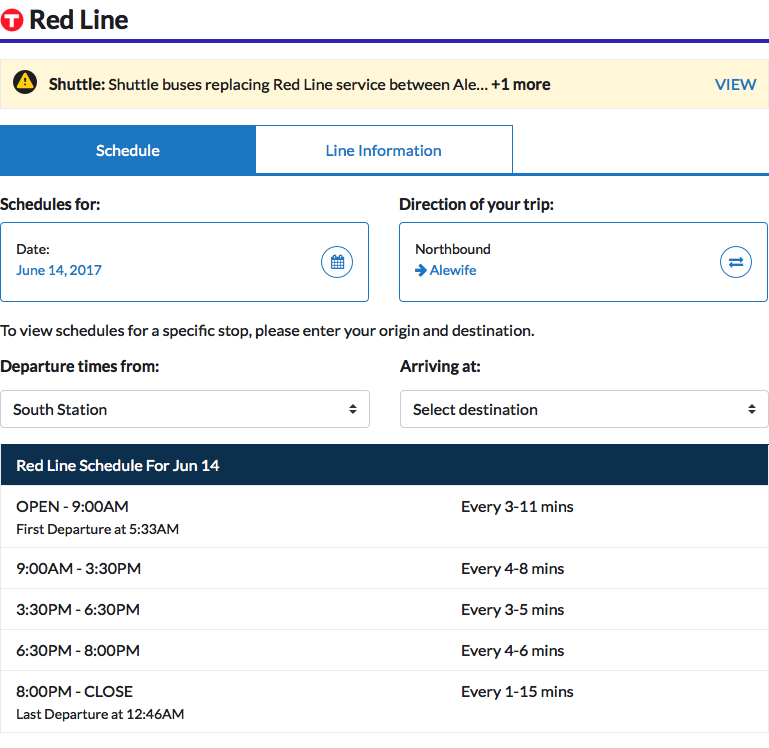 T Red Line
Shuttle: Shuttle buses replacing Red Line service between Ale... +1 more VIEW
Schedule Line Information
Schedules for: Direction of your trip:
Date: Northbound
June 14, 2017 Alewife
To view schedules for a specific stop, please enter your origin and destination.
Departure times from: Arriving at:
South Station Select destination
Red Line Schedule For Jun 14
OPEN - 9:00AM Every 3-11 mins
First Departure at 5:33AM
9:00AM - 3:30PM Every 4-8 mins
3:30PM - 6:30PM Every 3-5 mins
6:30PM - 8:00PM Every 4-6 mins
8:00PM - CLOSE Every 1-15 mins
Last Departure at 12:46AM